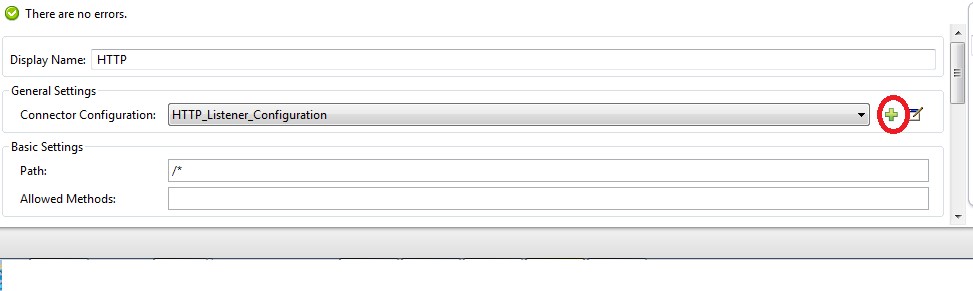 There are no errors.
Display Name: HTTP
General Settings
Connector Configuration: HTTP_Listener_Configuration
Basic Settings
Path: /*
Allowed Methods: